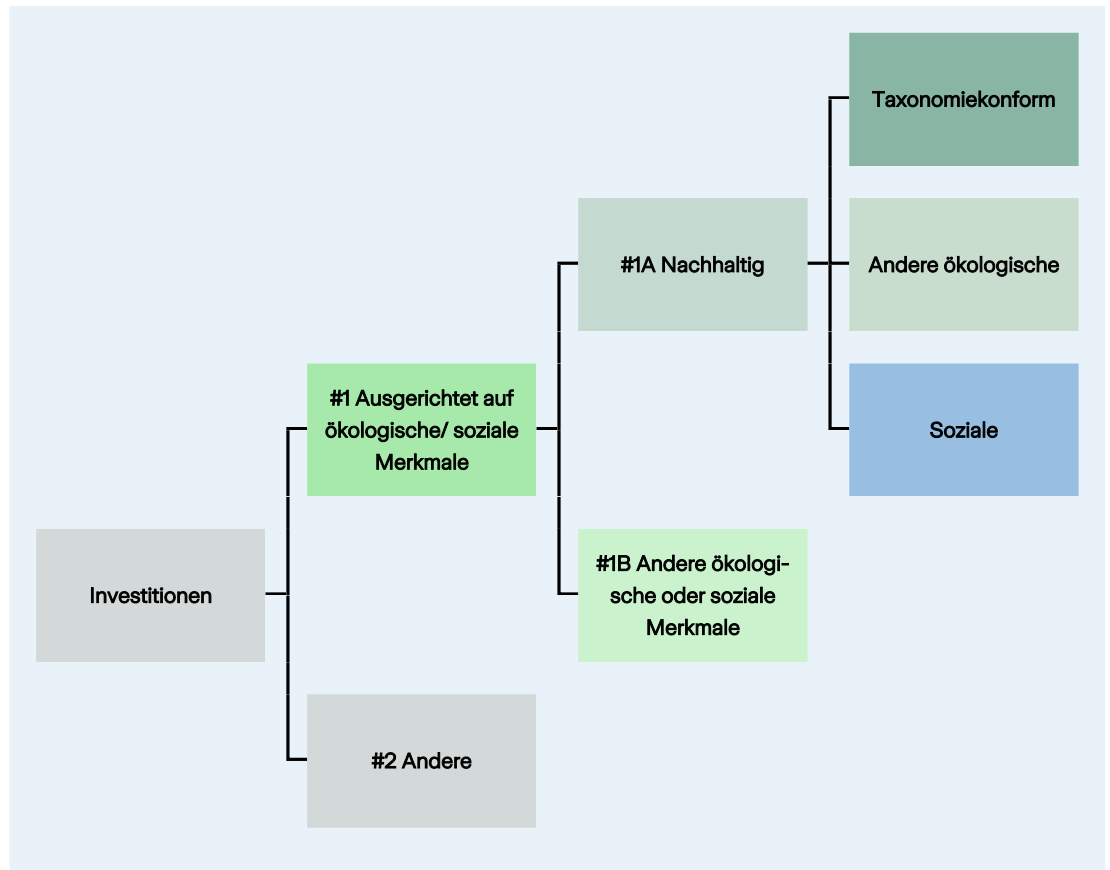 Taxonomiekonform
#1A Nachhaltig
Andere ökologische
#1 Ausgerichtet auf
ökologische/ soziale
Merkmale
Soziale
Investitionen
#1B Andere ökologi-
sche oder soziale
Merkmale
#2 Andere